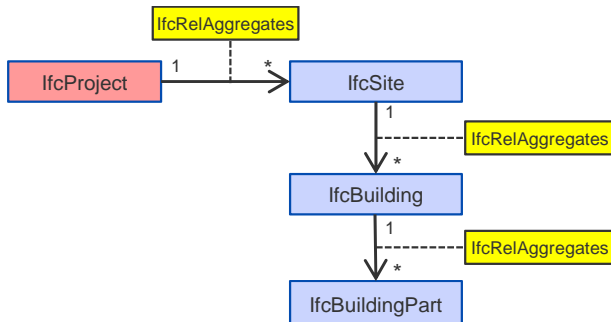 IfcRelAggregates
1
*
IfcProject
IfcSite
1
IfcRelAggregates
*
IfcBuilding
1
IfcRelAggregates
*
IfcBuildingPart